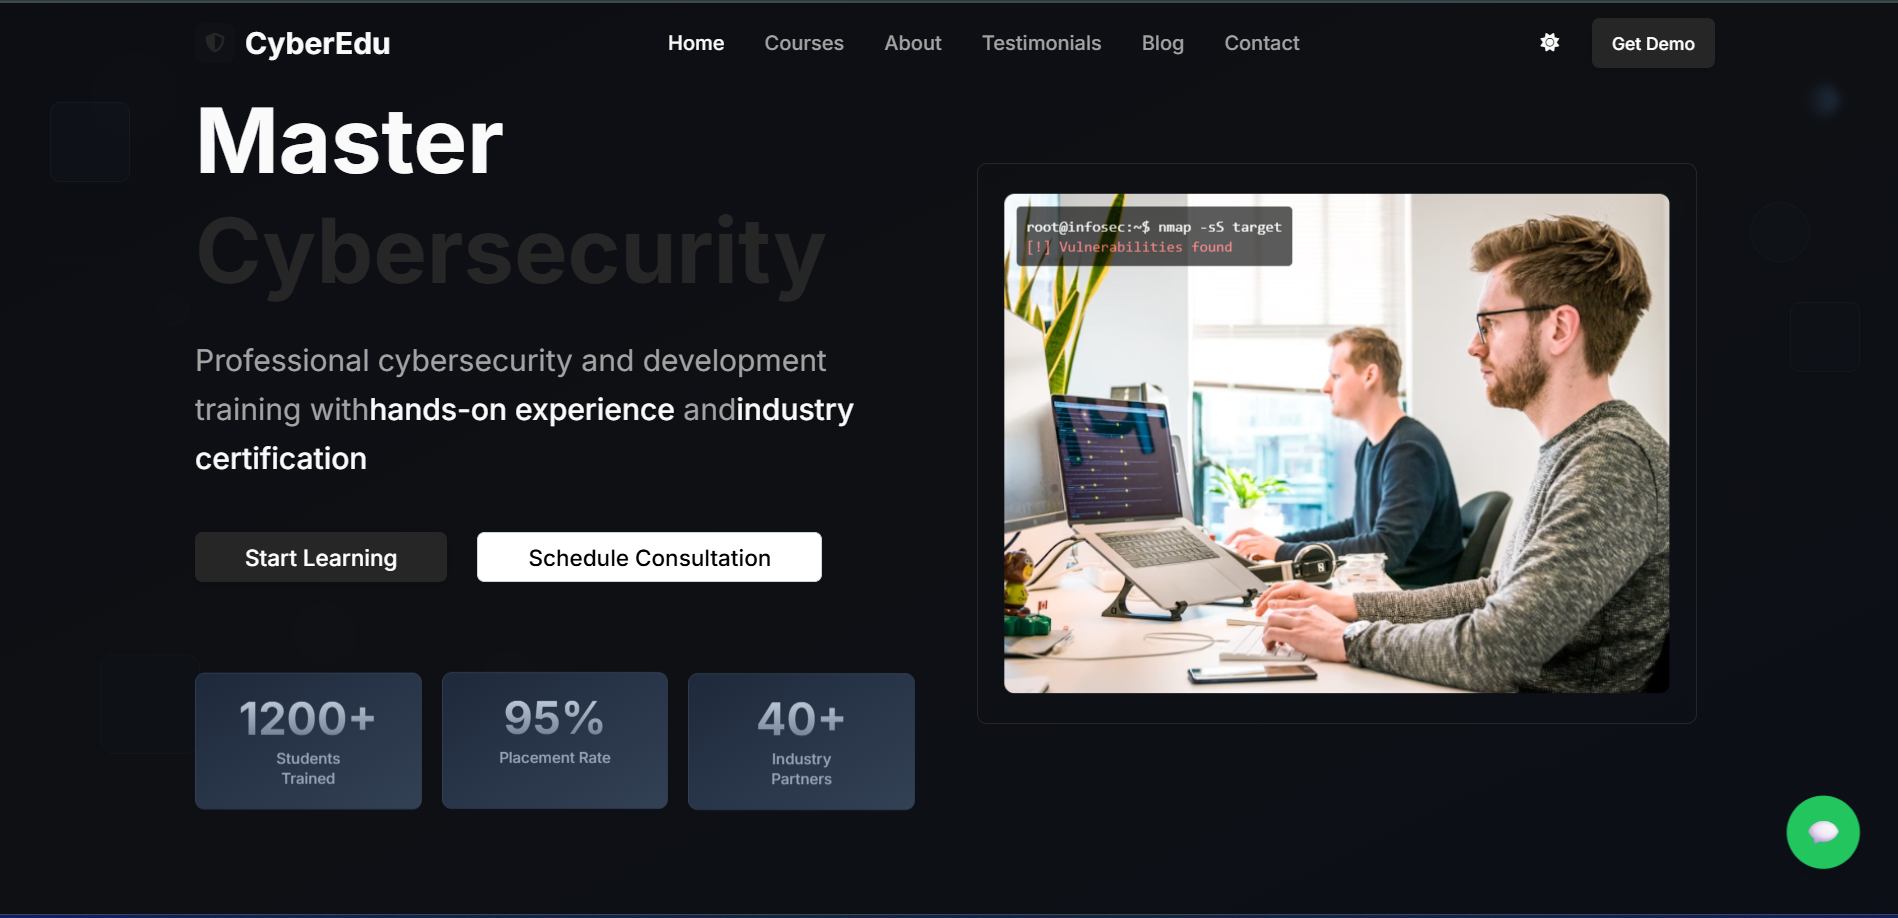 CyberEdu
Home Courses About Testimonials Blog Contact
Get Demo
Master
Cybersecurity
Professional cybersecurity and development
training withhands-on experience andindustry
certification
Start Learning
Schedule Consultation
1200+
Students
Trained
95%
Placement Rate
40+
Industry
Partners
root@infosec:~$ nmap -sS target
[!] Vulnerabilities found